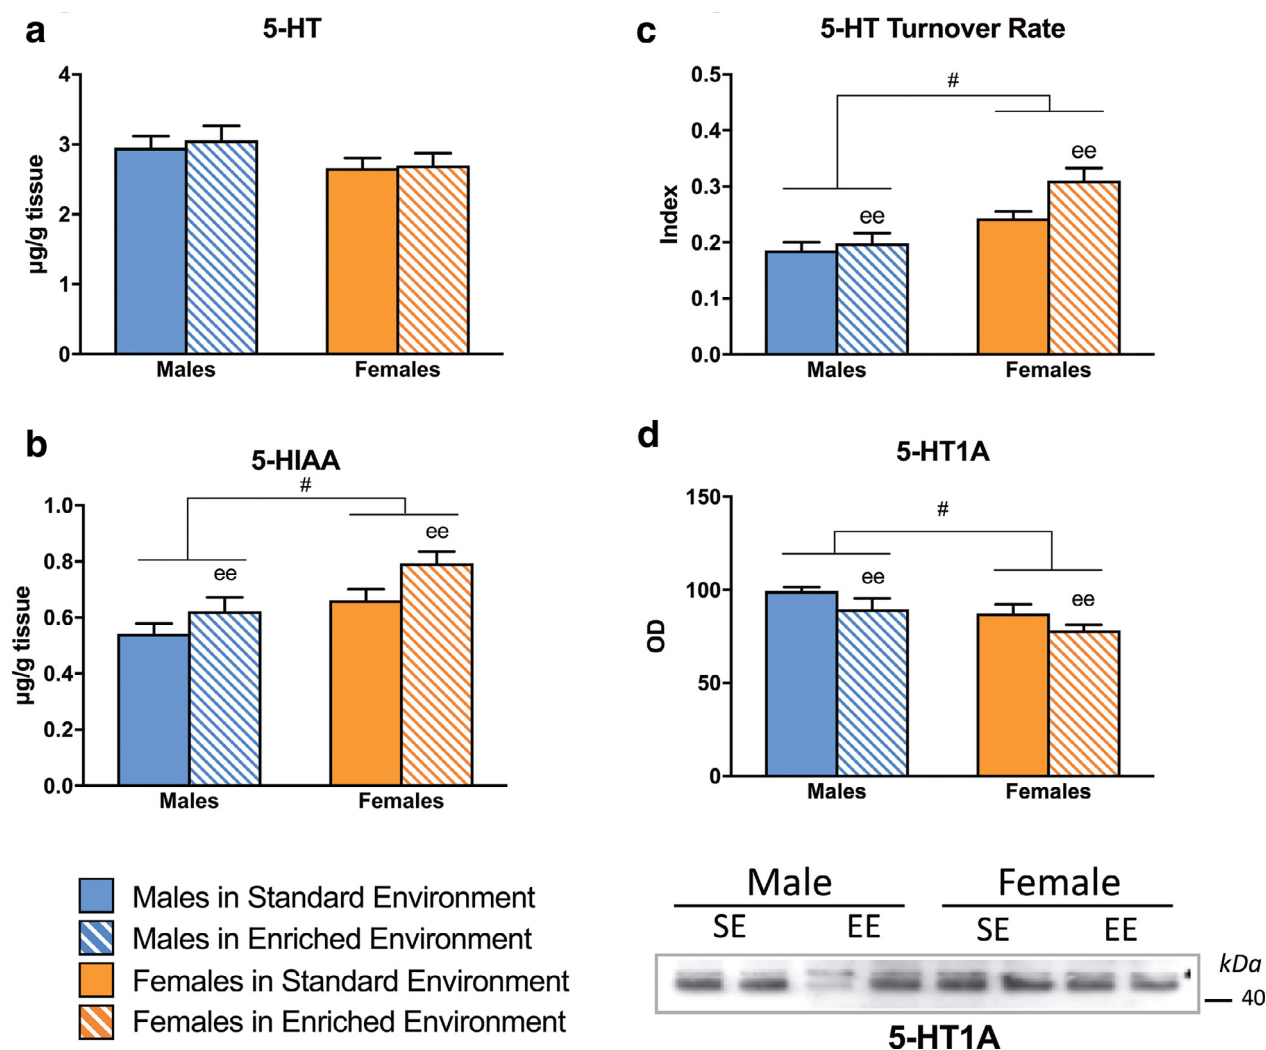 a
5-HT
4
3
2
1
0
µg/g tissue
Males
Females
c
5-HT Turnover Rate
0.5
0.4
0.3
0.2
0.1
0.0
Index
#
ee
ee
Males
Females
b
5-HIAA
1.0
0.8
0.6
0.4
0.2
0.0
µg/g tissue
#
ee
ee
Males
Females
d
5-HT1A
150
100
50
0
OD
#
ee
ee
Males
Females
Males in Standard Environment
Males in Enriched Environment
Females in Standard Environment
Females in Enriched Environment
Male Female
SE EE SE EE
kDa
40
5-HT1A